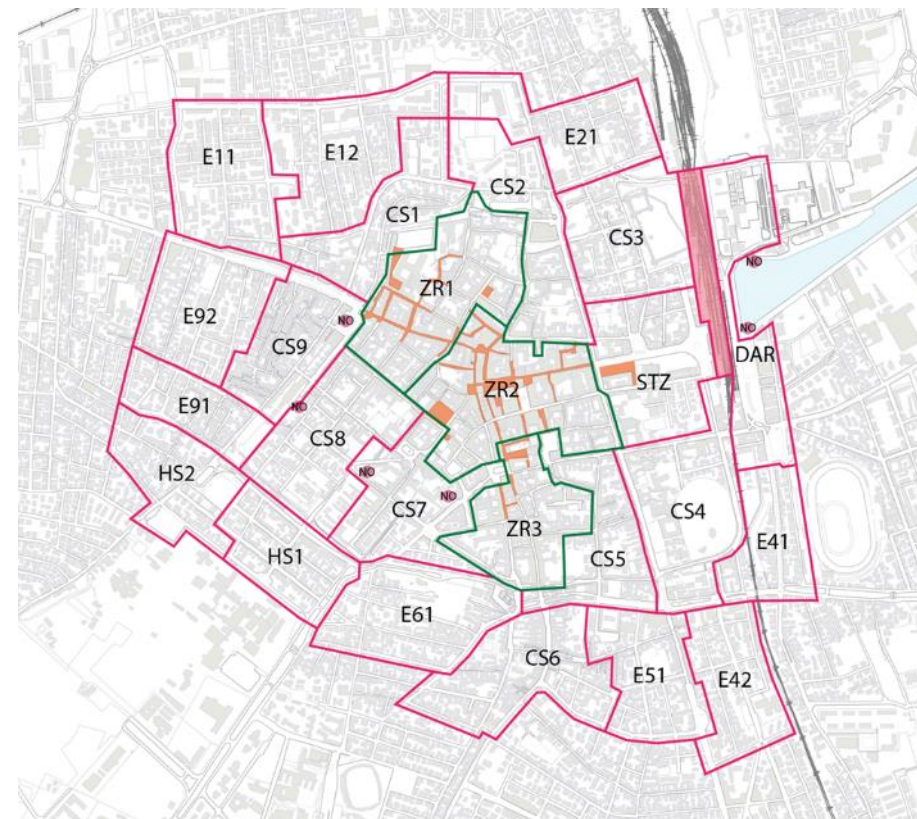 E21
E11
E12
CS2
CS1
CS3
NO
ZR1
E92
NO
CS9
NO
DAR
ZR2
STZ
E91
NO
CS8
HS2
NO
NO
CS7
CS4
ZR3
E41
HS1
CS5
E61
CS6
E51
E42